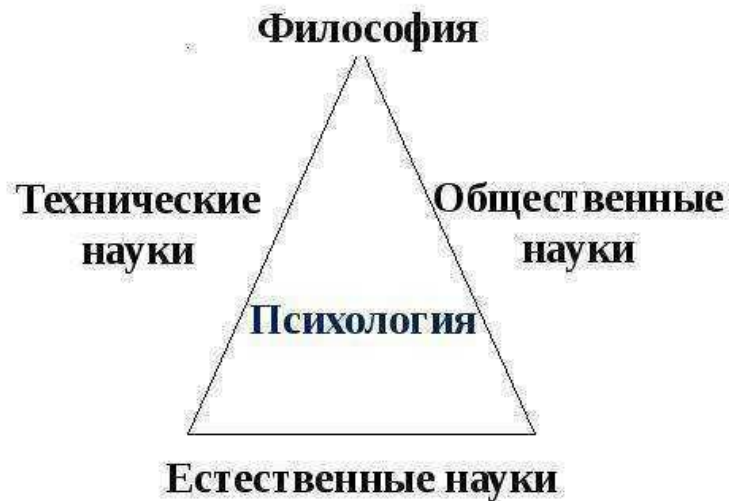 Философия
Технические
науки
Общественные
науки
Психология
Естественные науки